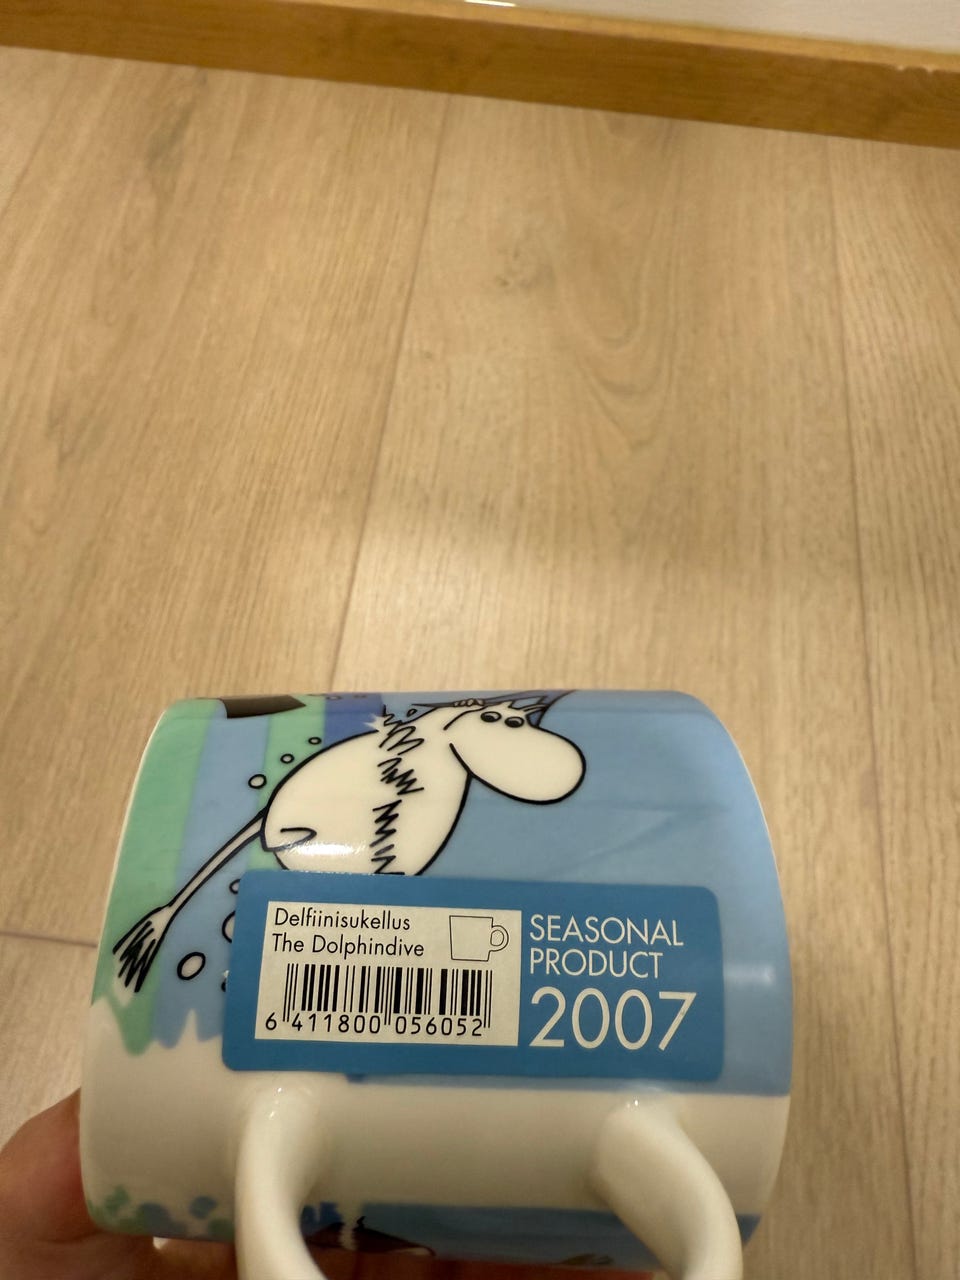 Delfiinisukellus
The Dolphindive
6 411800 056052
SEASONAL
PRODUCT
2007